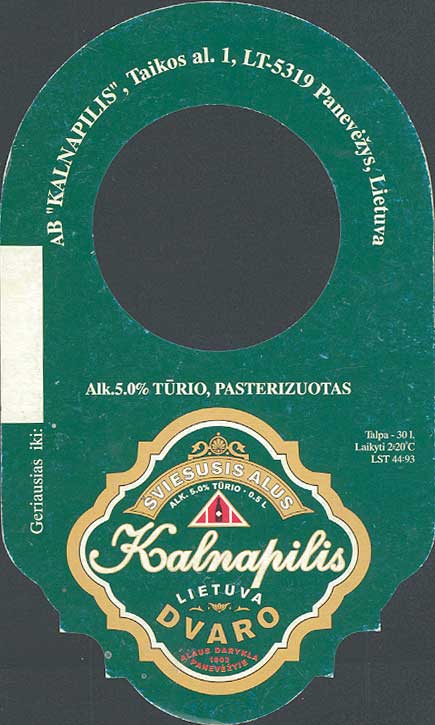 AB "KALNAPILIS", Taikos al. 1, LT-5319 Panevėžys, Lietuva
Alk.5.0% TŪRIO, PASTERIZUOTAS
Talpa - 30 l.
Laikyti 2÷20°C
LST 44:93
Geriausias iki:
ŠVIESUSIS ALUS
ALK. 5.0% TŪRIO · 0,5 L
Kalnapilis
LIETUVA
DVARO
ALAUS DARYKLA
1902
PANEVĖŽYJE